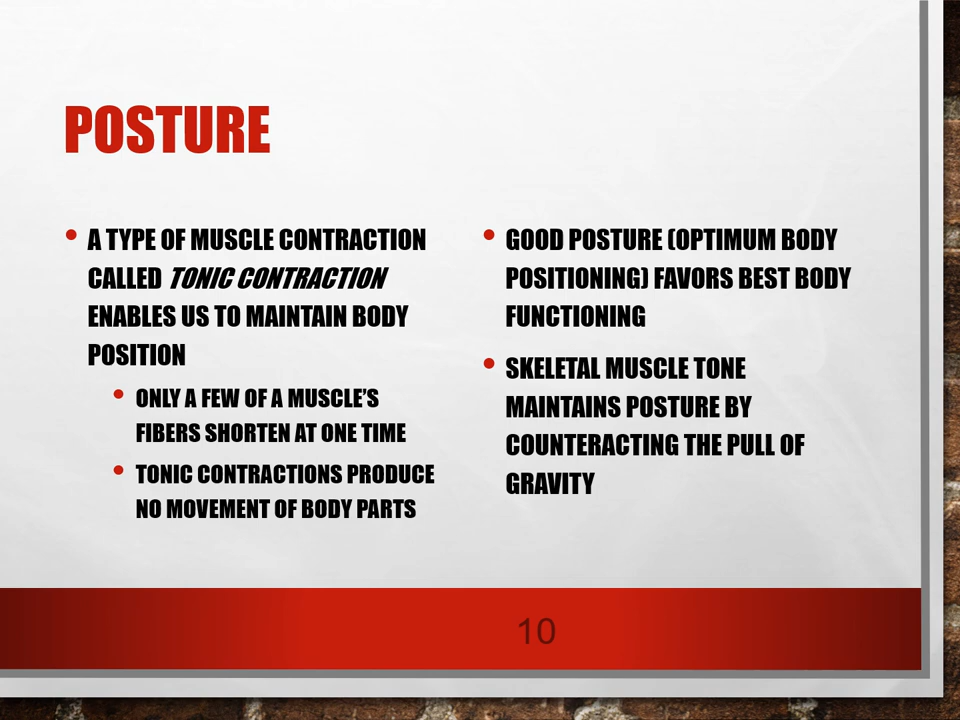 POSTURE
• A TYPE OF MUSCLE CONTRACTION
CALLED TONIC CONTRACTION
ENABLES US TO MAINTAIN BODY
POSITION
• ONLY A FEW OF A MUSCLE'S
FIBERS SHORTEN AT ONE TIME
• TONIC CONTRACTIONS PRODUCE
NO MOVEMENT OF BODY PARTS
• GOOD POSTURE (OPTIMUM BODY
POSITIONING) FAVORS BEST BODY
FUNCTIONING
• SKELETAL MUSCLE TONE
MAINTAINS POSTURE BY
COUNTERACTING THE PULL OF
GRAVITY
10